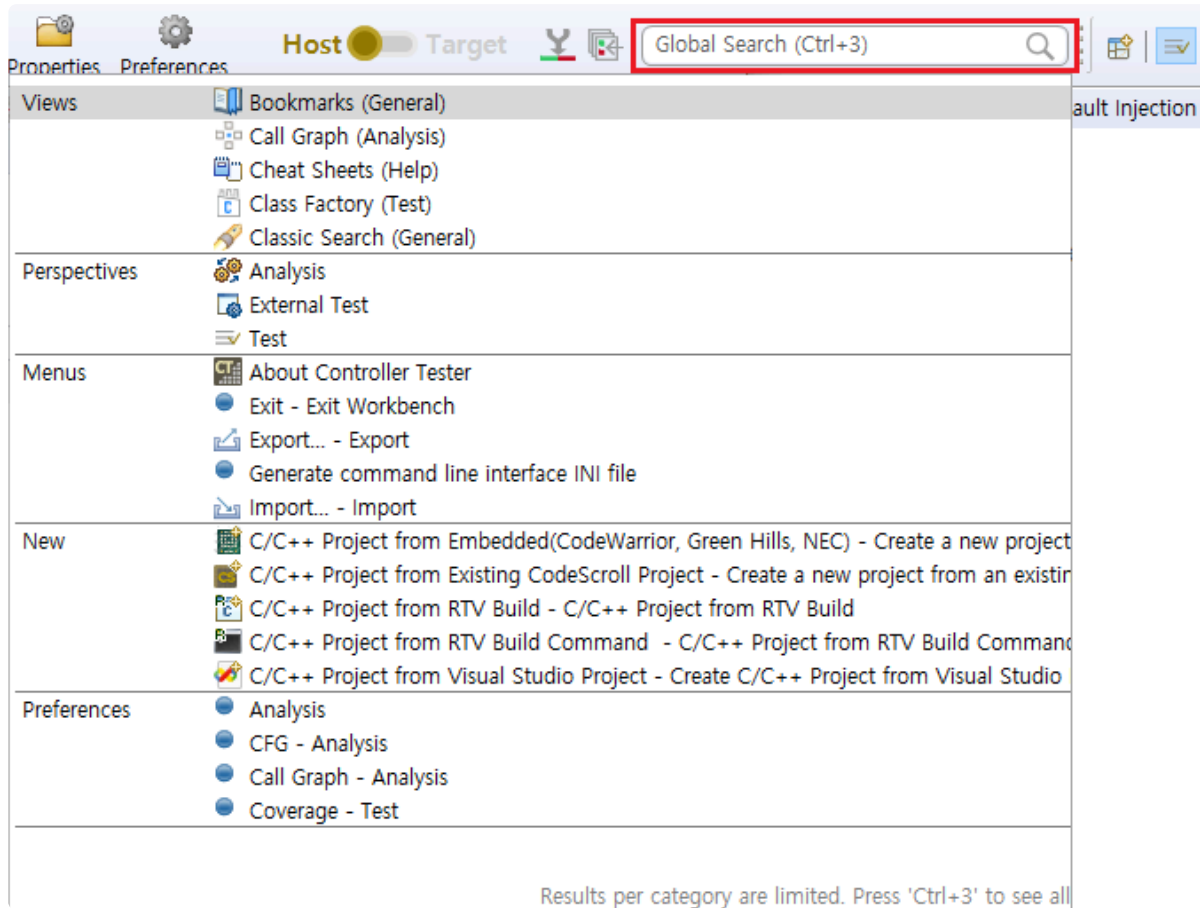 Properties Preferences Host Target Global Search (Ctrl+3)
ault Injection
Views Bookmarks (General)
Call Graph (Analysis)
Cheat Sheets (Help)
Class Factory (Test)
Classic Search (General)
Perspectives Analysis
External Test
Test
Menus About Controller Tester
Exit - Exit Workbench
Export... - Export
Generate command line interface INI file
Import... - Import
New C/C++ Project from Embedded(CodeWarrior, Green Hills, NEC) - Create a new project
C/C++ Project from Existing CodeScroll Project - Create a new project from an existin
C/C++ Project from RTV Build - C/C++ Project from RTV Build
C/C++ Project from RTV Build Command - C/C++ Project from RTV Build Command
C/C++ Project from Visual Studio Project - Create C/C++ Project from Visual Studio
Preferences Analysis
CFG - Analysis
Call Graph - Analysis
Coverage - Test
Results per category are limited. Press 'Ctrl+3' to see all